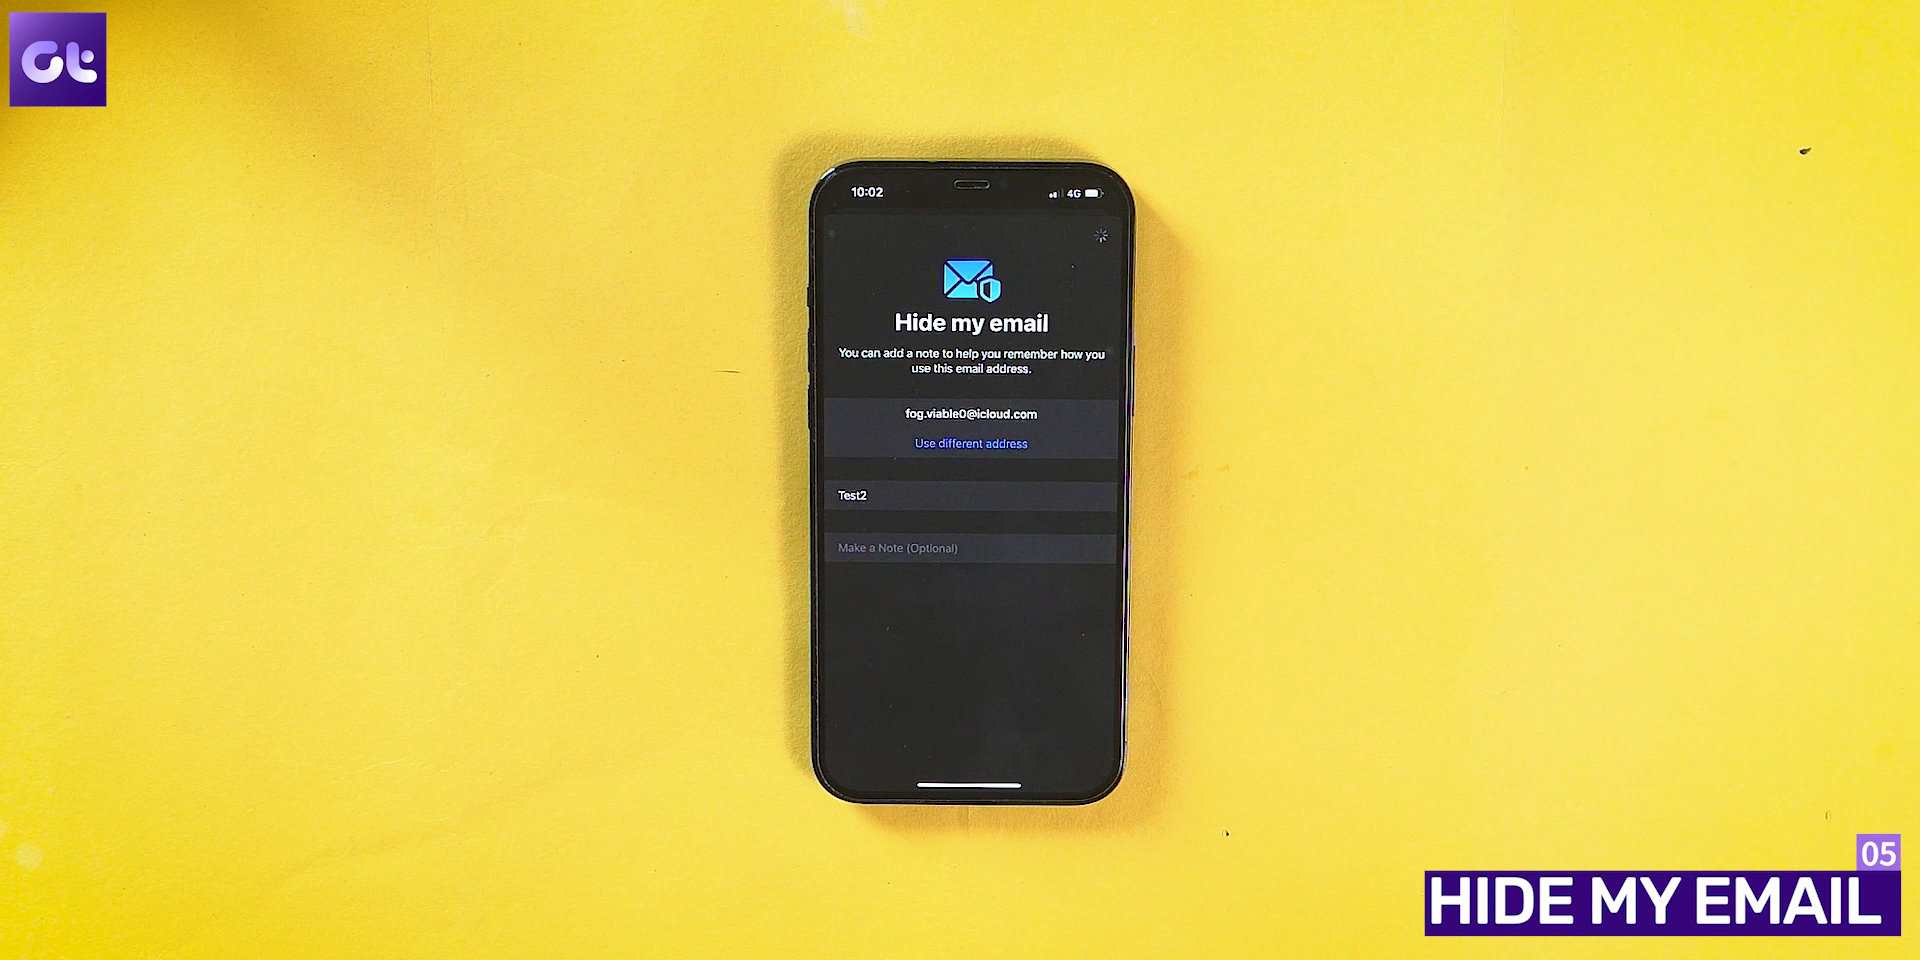 Gt
10:02
4G
Hide my email
You can add a note to help you remember how you
use this email address.
fog.viable0@icloud.com
Use different address
Test2
Make a Note (Optional)
05
HIDE MY EMAIL